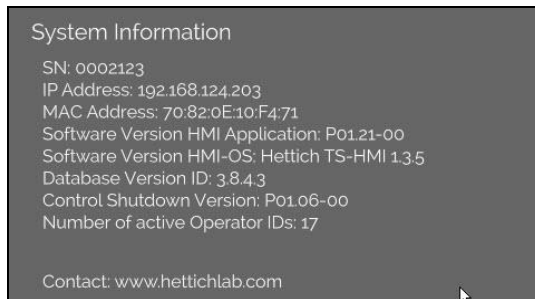 System Information
SN: 0002123
IP Address: 192.168.124.203
MAC Address: 70:82:0E:10:F4:71
Software Version HMI Application: P01.21-00
Software Version HMI-OS: Hettich TS-HMI 1.3.5
Database Version ID: 3.8.4.3
Control Shutdown Version: P01.06-00
Number of active Operator IDs: 17
Contact: www.hettichlab.com